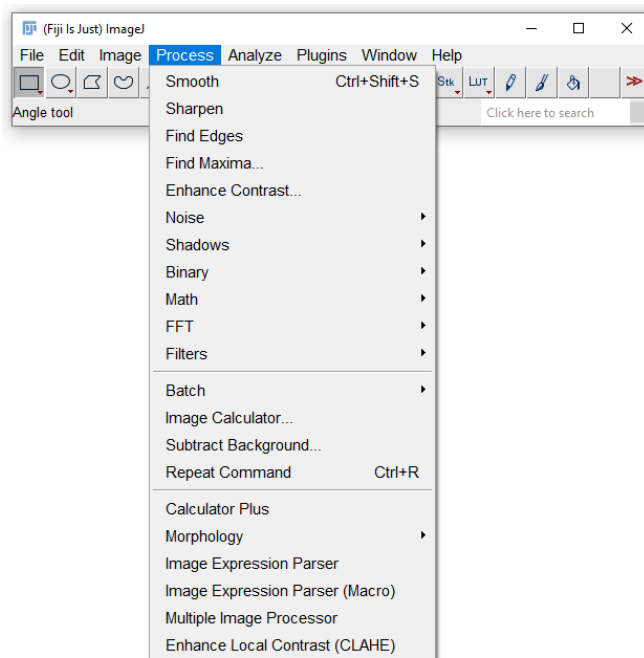 (Fiji Is Just) ImageJ
File Edit Image Process Analyze Plugins Window Help
Stk LUT
Angle tool
Click here to search
Smooth Ctrl+Shift+S
Sharpen
Find Edges
Find Maxima...
Enhance Contrast...
Noise
Shadows
Binary
Math
FFT
Filters
Batch
Image Calculator...
Subtract Background...
Repeat Command Ctrl+R
Calculator Plus
Morphology
Image Expression Parser
Image Expression Parser (Macro)
Multiple Image Processor
Enhance Local Contrast (CLAHE)